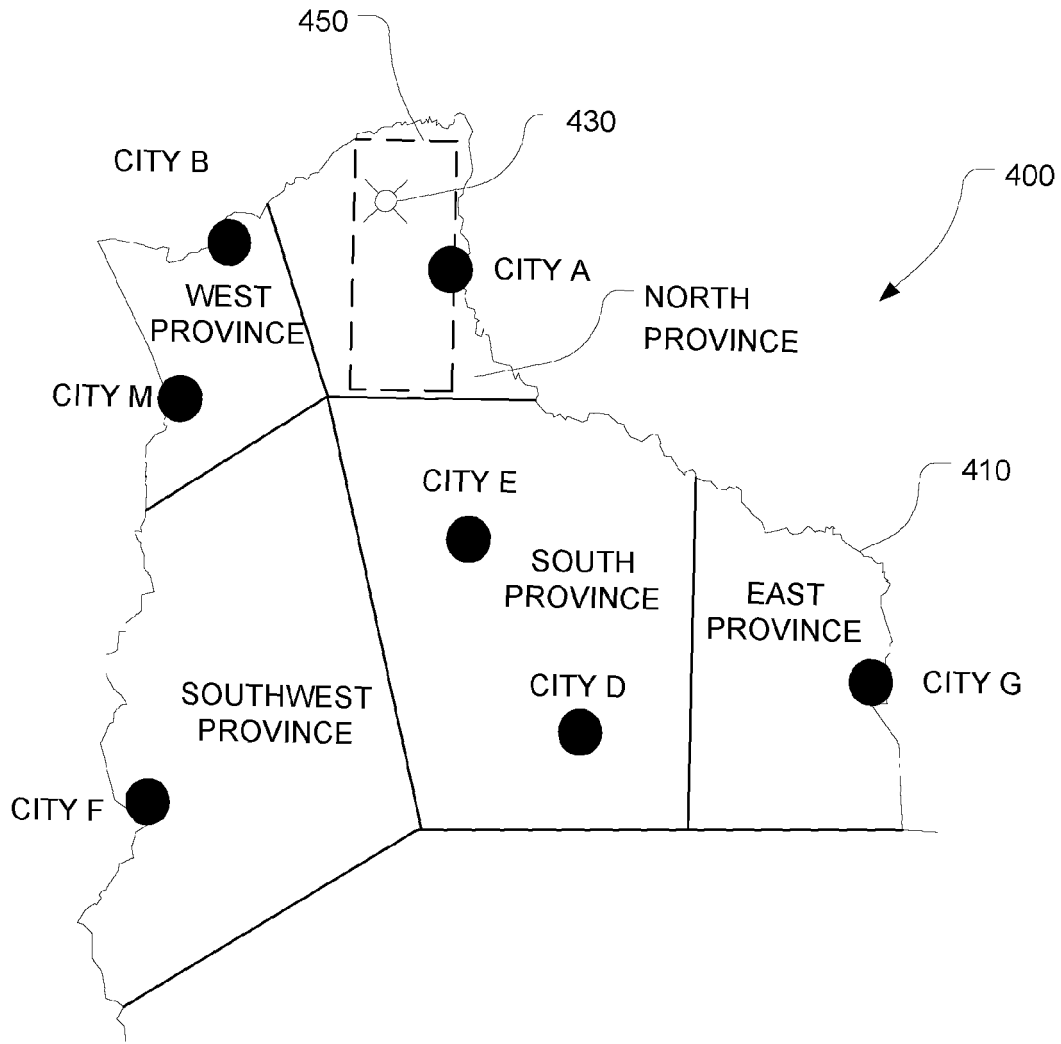 450
430
CITY B
400
CITY A
WEST
PROVINCE
NORTH
PROVINCE
CITY M
410
CITY E
SOUTH
PROVINCE
EAST
PROVINCE
CITY D
CITY G
SOUTHWEST
PROVINCE
CITY F